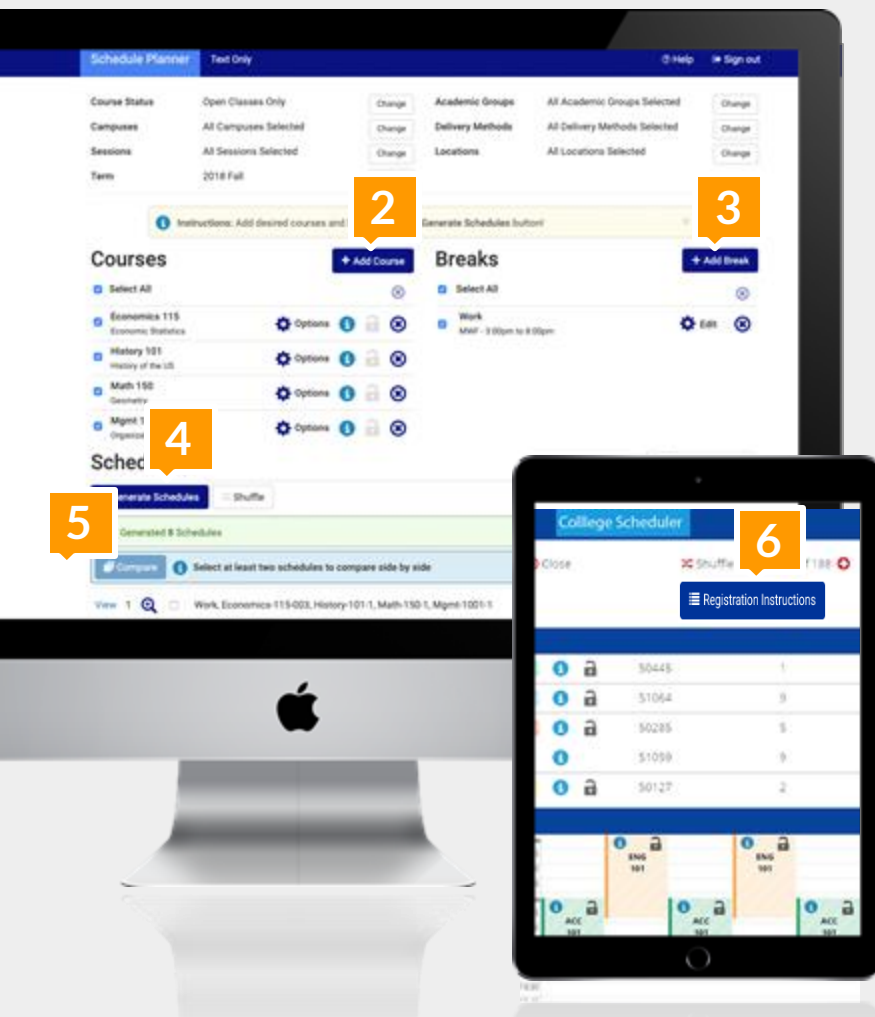 Schedule Planner Text Only Help Sign out
Course Status Open Classes Only Change Academic Groups All Academic Groups Selected Change
Campuses All Campuses Selected Change Delivery Methods All Delivery Methods Selected Change
Sessions All Sessions Selected Change Locations All Locations Selected Change
Term 2018 Fall
2
3
Instructions: Add desired courses and Generate Schedules button!
Courses + Add Course Breaks + Add Break
Select All Select All
Economics 115 Options Work Edit
Economic Statistics MWF - 3:00pm to 8:00pm
History 101 Options
History of the US
Math 150 Options
Geometry
Mgmt 1 Options
4
Sched
enerate Schedules Shuffle
5
Generated 8 Schedules
Compare Select at least two schedules to compare side by side
View 1 Work, Economics-115-003, History-101-1, Math-150-1, Mgmt-1001-1
College Scheduler
6
Close Shuffle f 188
Registration Instructions
50445 1
51064 9
50285 5
51059 9
50127 2
ENG ENG
101 101
ACC ACC ACC
101 101 101